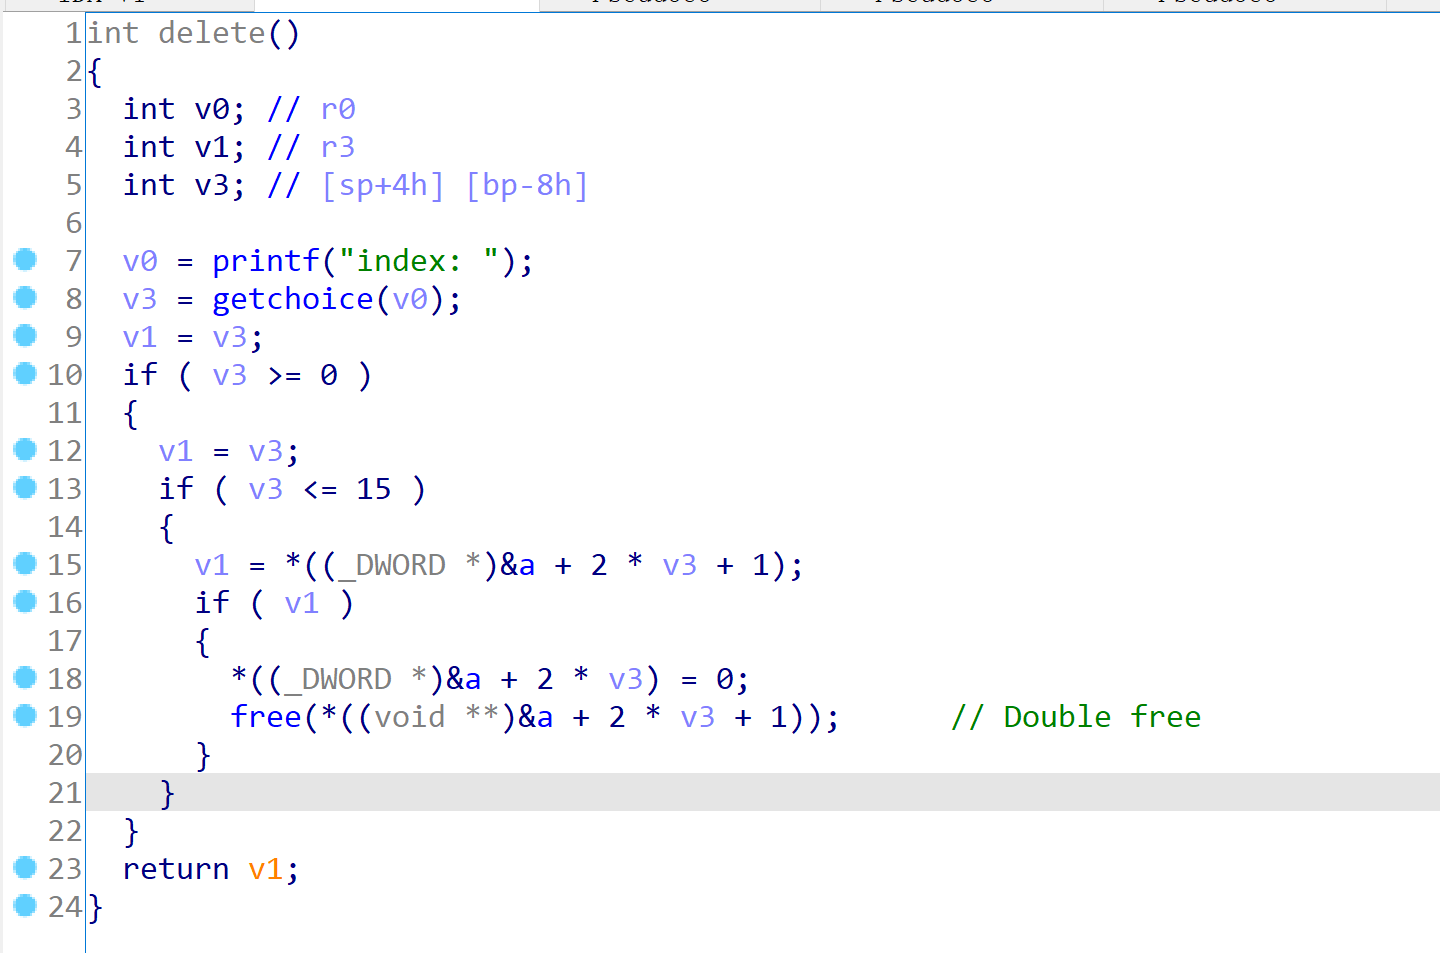 1 int delete()
2 {
3   int v0; // r0
4   int v1; // r3
5   int v3; // [sp+4h] [bp-8h]
6
7   v0 = printf("index: ");
8   v3 = getchoice(v0);
9   v1 = v3;
10   if ( v3 >= 0 )
11   {
12     v1 = v3;
13     if ( v3 <= 15 )
14     {
15       v1 = *((_DWORD *)&a + 2 * v3 + 1);
16       if ( v1 )
17       {
18         *((_DWORD *)&a + 2 * v3) = 0;
19         free(*((void **)&a + 2 * v3 + 1));      // Double free
20       }
21     }
22   }
23   return v1;
24 }